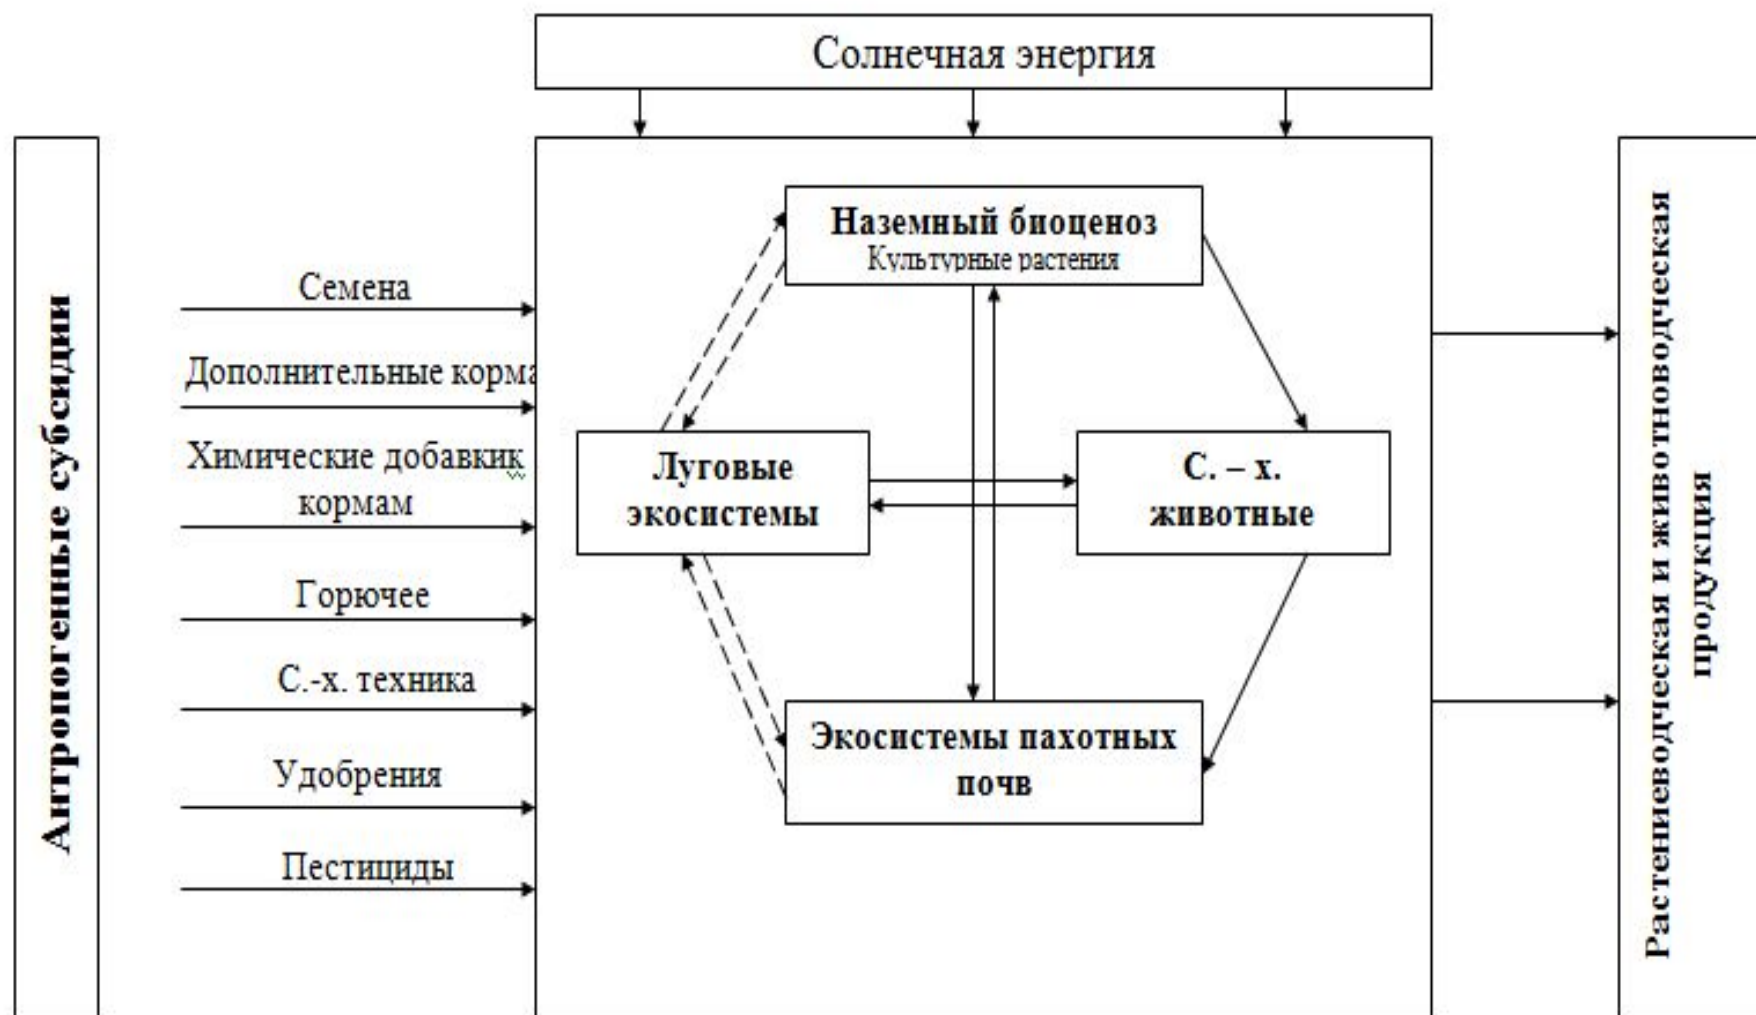 Солнечная энергия
Антропогенные субсидии
Семена
Дополнительные корма
Химические добавкик
кормам
Горючее
С.-х. техника
Удобрения
Пестициды
Наземный биоценоз
Культурные растения
Луговые
экосистемы
С. – х.
животные
Экосистемы пахотных
почв
Растениеводческая и животноводческая
продукция